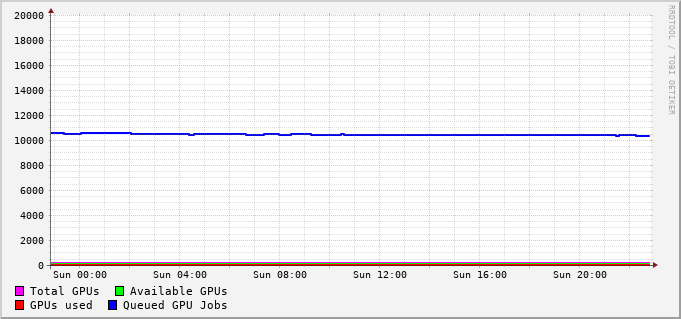 RRDTOOL / TOBI OETIKER
20000
18000
16000
14000
12000
10000
8000
6000
4000
2000
0
Sun 00:00 Sun 04:00 Sun 08:00 Sun 12:00 Sun 16:00 Sun 20:00
Total GPUs Available GPUs
GPUs used Queued GPU Jobs